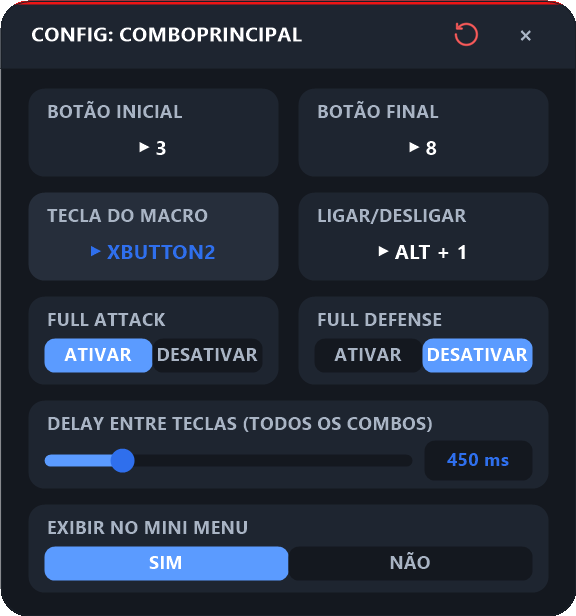 CONFIG: COMBOPRINCIPAL ×
BOTÃO INICIAL
▶ 3
BOTÃO FINAL
▶ 8
TECLA DO MACRO
▶ XBUTTON2
LIGAR/DESLIGAR
▶ ALT + 1
FULL ATTACK
ATIVAR DESATIVAR
FULL DEFENSE
ATIVAR DESATIVAR
DELAY ENTRE TECLAS (TODOS OS COMBOS)
450 ms
EXIBIR NO MINI MENU
SIM NÃO